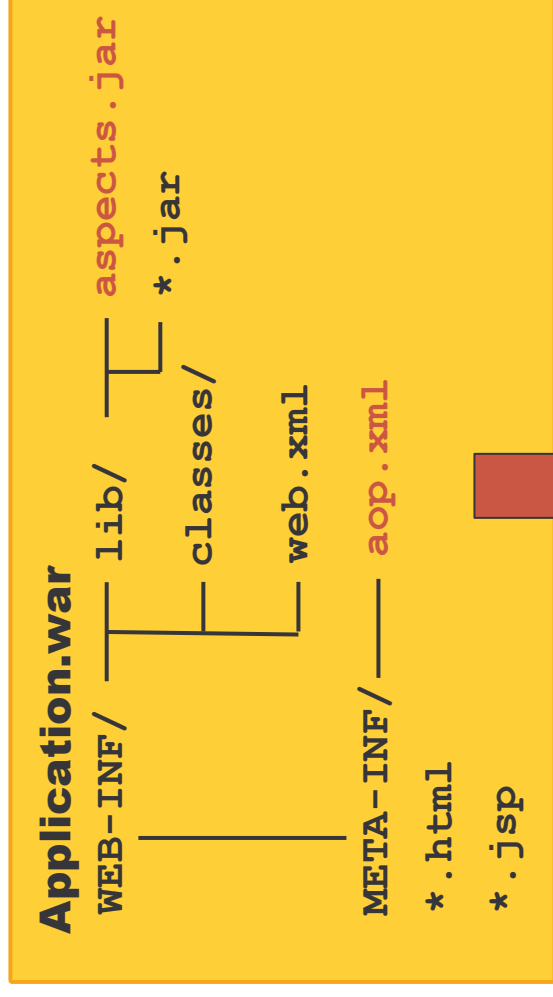 Application.war
WEB-INF/ lib/ aspects.jar
*.jar
classes/
web.xml
META-INF/ aop.xml
*.html
*.jsp